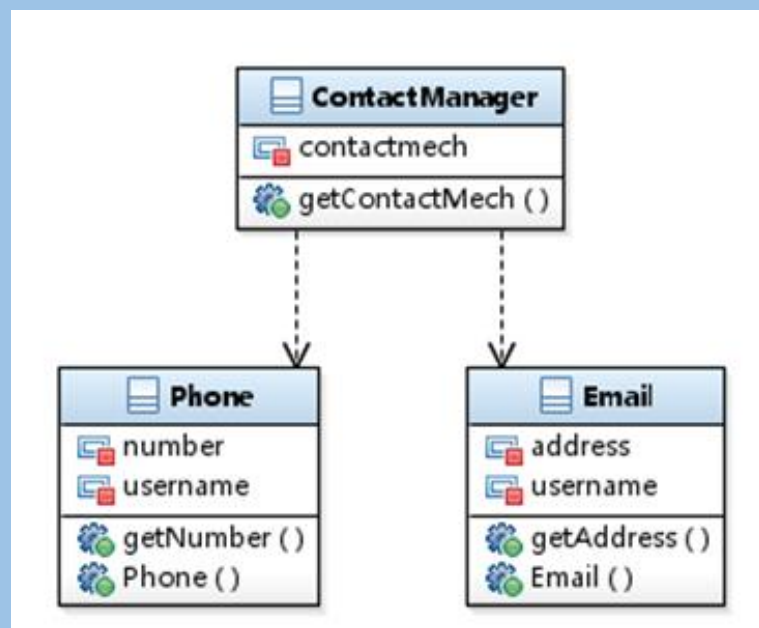 ContactManager
contactmech
getContactMech ( )
Phone
number
username
getNumber ( )
Phone ( )
Email
address
username
getAddress ( )
Email ( )